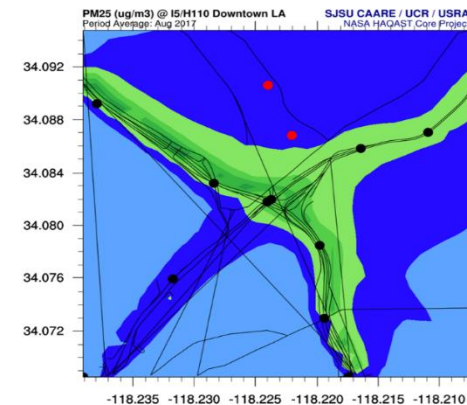 PM25 (ug/m3) @ I5/H110 Downtown LA
SJSU CAARE / UCR / USRA
Period Average: Aug 2017
NASA HAQAST Core Project
34.092
34.088
34.084
34.080
34.076
34.072
-118.235 -118.230 -118.225 -118.220 -118.215 -118.210